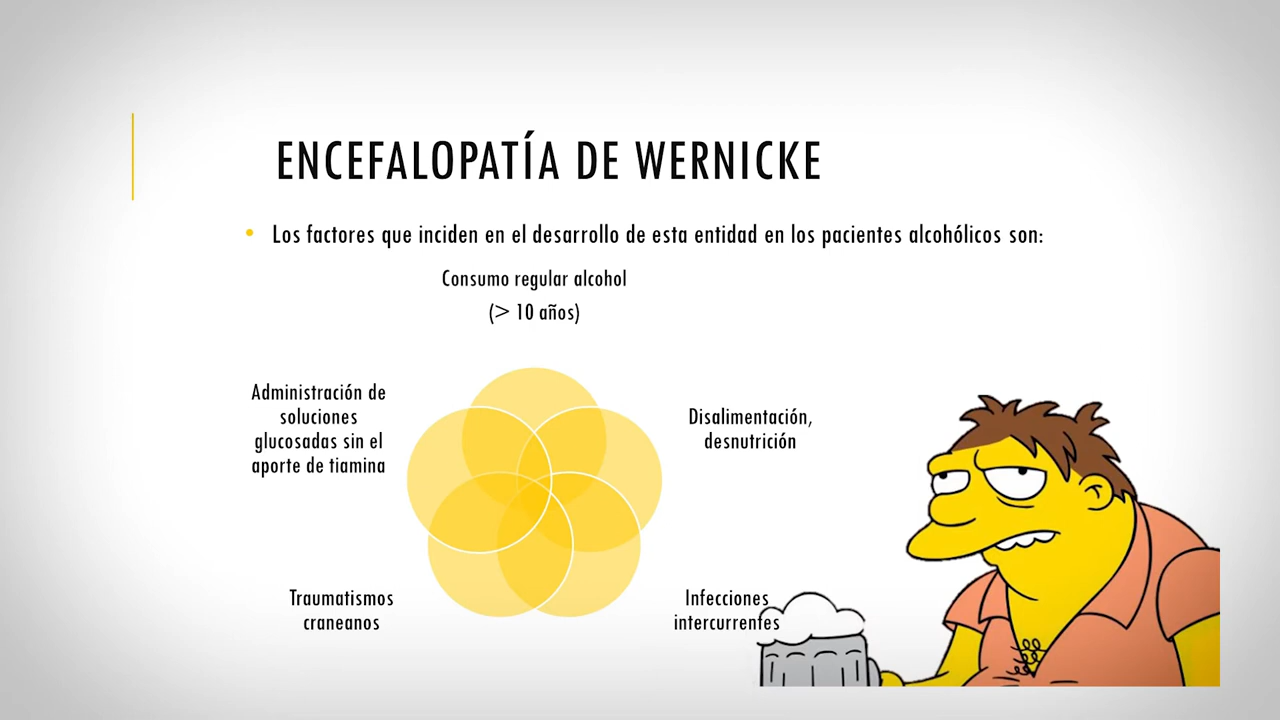 ENCEFALOPATÍA DE WERNICKE
• Los factores que inciden en el desarrollo de esta entidad en los pacientes alcohólicos son:
Consumo regular alcohol
(> 10 años)
Disalimentación,
desnutrición
Infecciones
intercurrentes
Traumatismos
craneanos
Administración de
soluciones
glucosadas sin el
aporte de tiamina